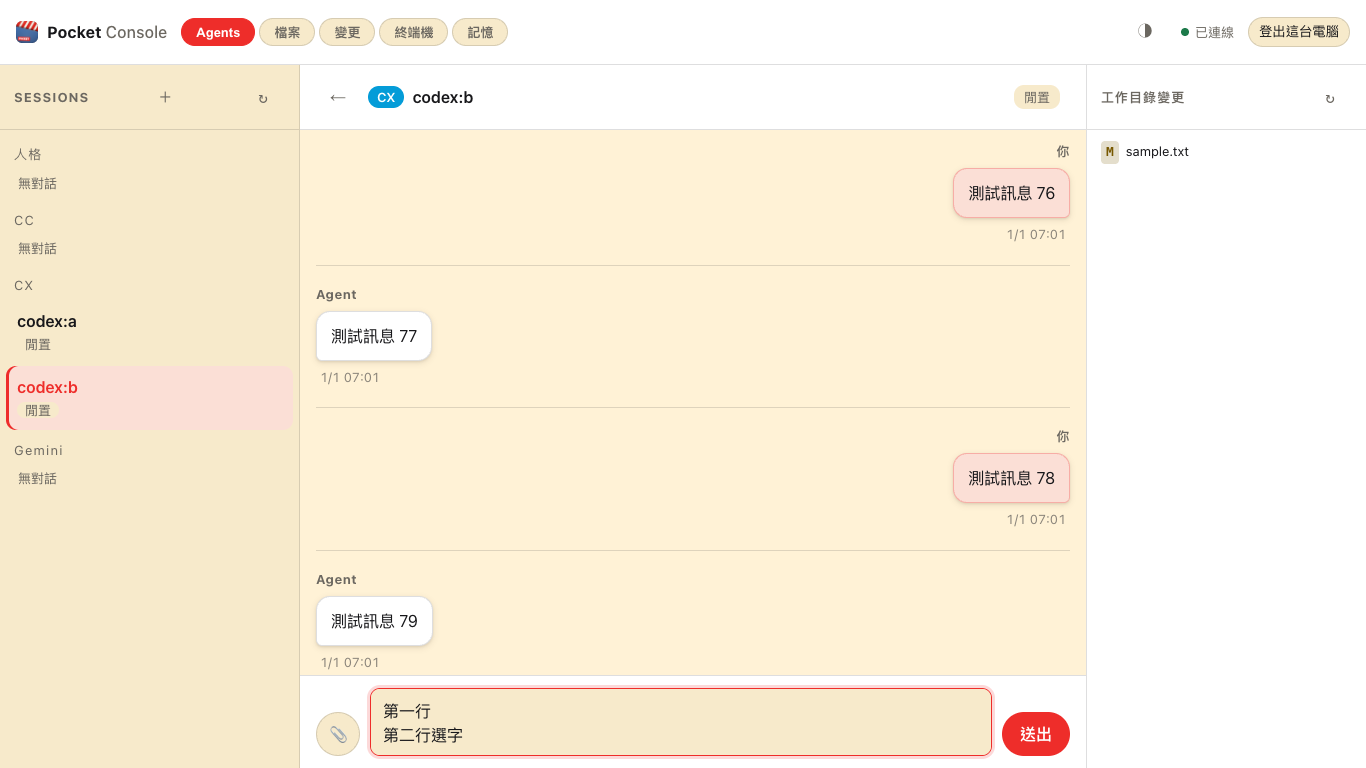 Pocket Console
Agents
檔案
變更
終端機
記憶
已連線
登出這台電腦
SESSIONS
人格
無對話
CC
無對話
CX
codex:a
閒置
codex:b
閒置
Gemini
無對話
CX codex:b
閒置
你
測試訊息 76
1/1 07:01
Agent
測試訊息 77
1/1 07:01
你
測試訊息 78
1/1 07:01
Agent
測試訊息 79
1/1 07:01
第一行
第二行選字
送出
工作目錄變更
M sample.txt